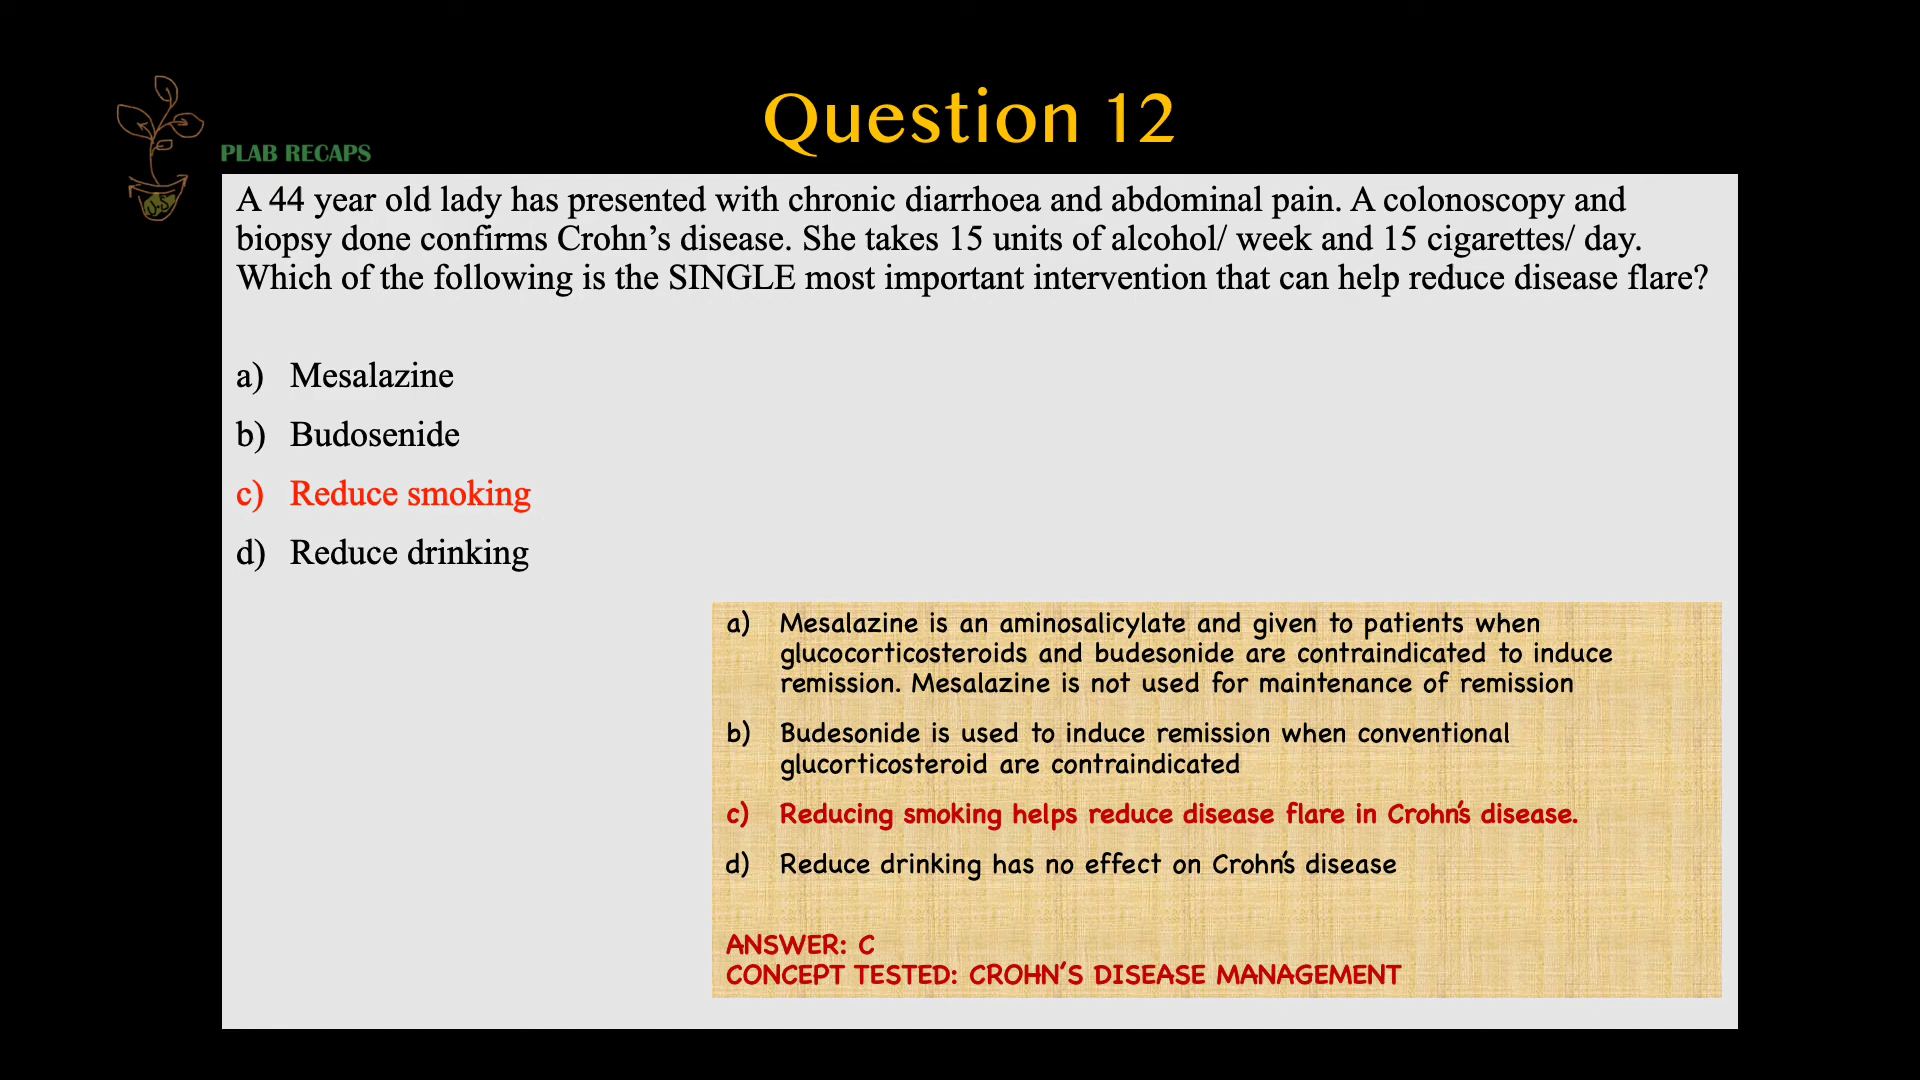 Question 12
PLAB RECAPS
A 44 year old lady has presented with chronic diarrhoea and abdominal pain. A colonoscopy and
biopsy done confirms Crohn's disease. She takes 15 units of alcohol/ week and 15 cigarettes/ day.
Which of the following is the SINGLE most important intervention that can help reduce disease flare?
a) Mesalazine
b) Budosenide
c) Reduce smoking
d) Reduce drinking
a) Mesalazine is an aminosalicylate and given to patients when
glucocorticosteroids and budesonide are contraindicated to induce
remission. Mesalazine is not used for maintenance of remission
b) Budesonide is used to induce remission when conventional
glucorticosteroid are contraindicated
c) Reducing smoking helps reduce disease flare in Crohn's disease.
d) Reduce drinking has no effect on Crohn's disease
ANSWER: C
CONCEPT TESTED: CROHN'S DISEASE MANAGEMENT